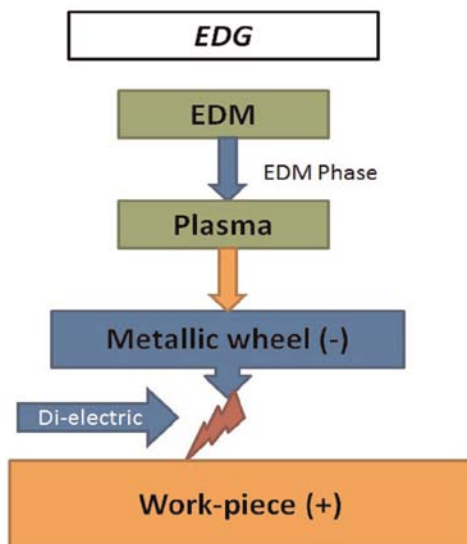 EDG
EDM
EDM Phase
Plasma
Metallic wheel (-)
Di-electric
Work-piece (+)